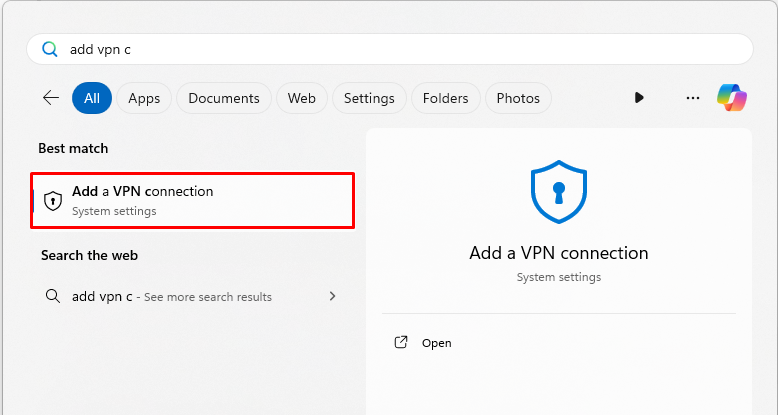 add vpn c
All
Apps
Documents
Web
Settings
Folders
Photos
Best match
Add a VPN connection
System settings
Search the web
add vpn c - See more search results
Add a VPN connection
System settings
Open